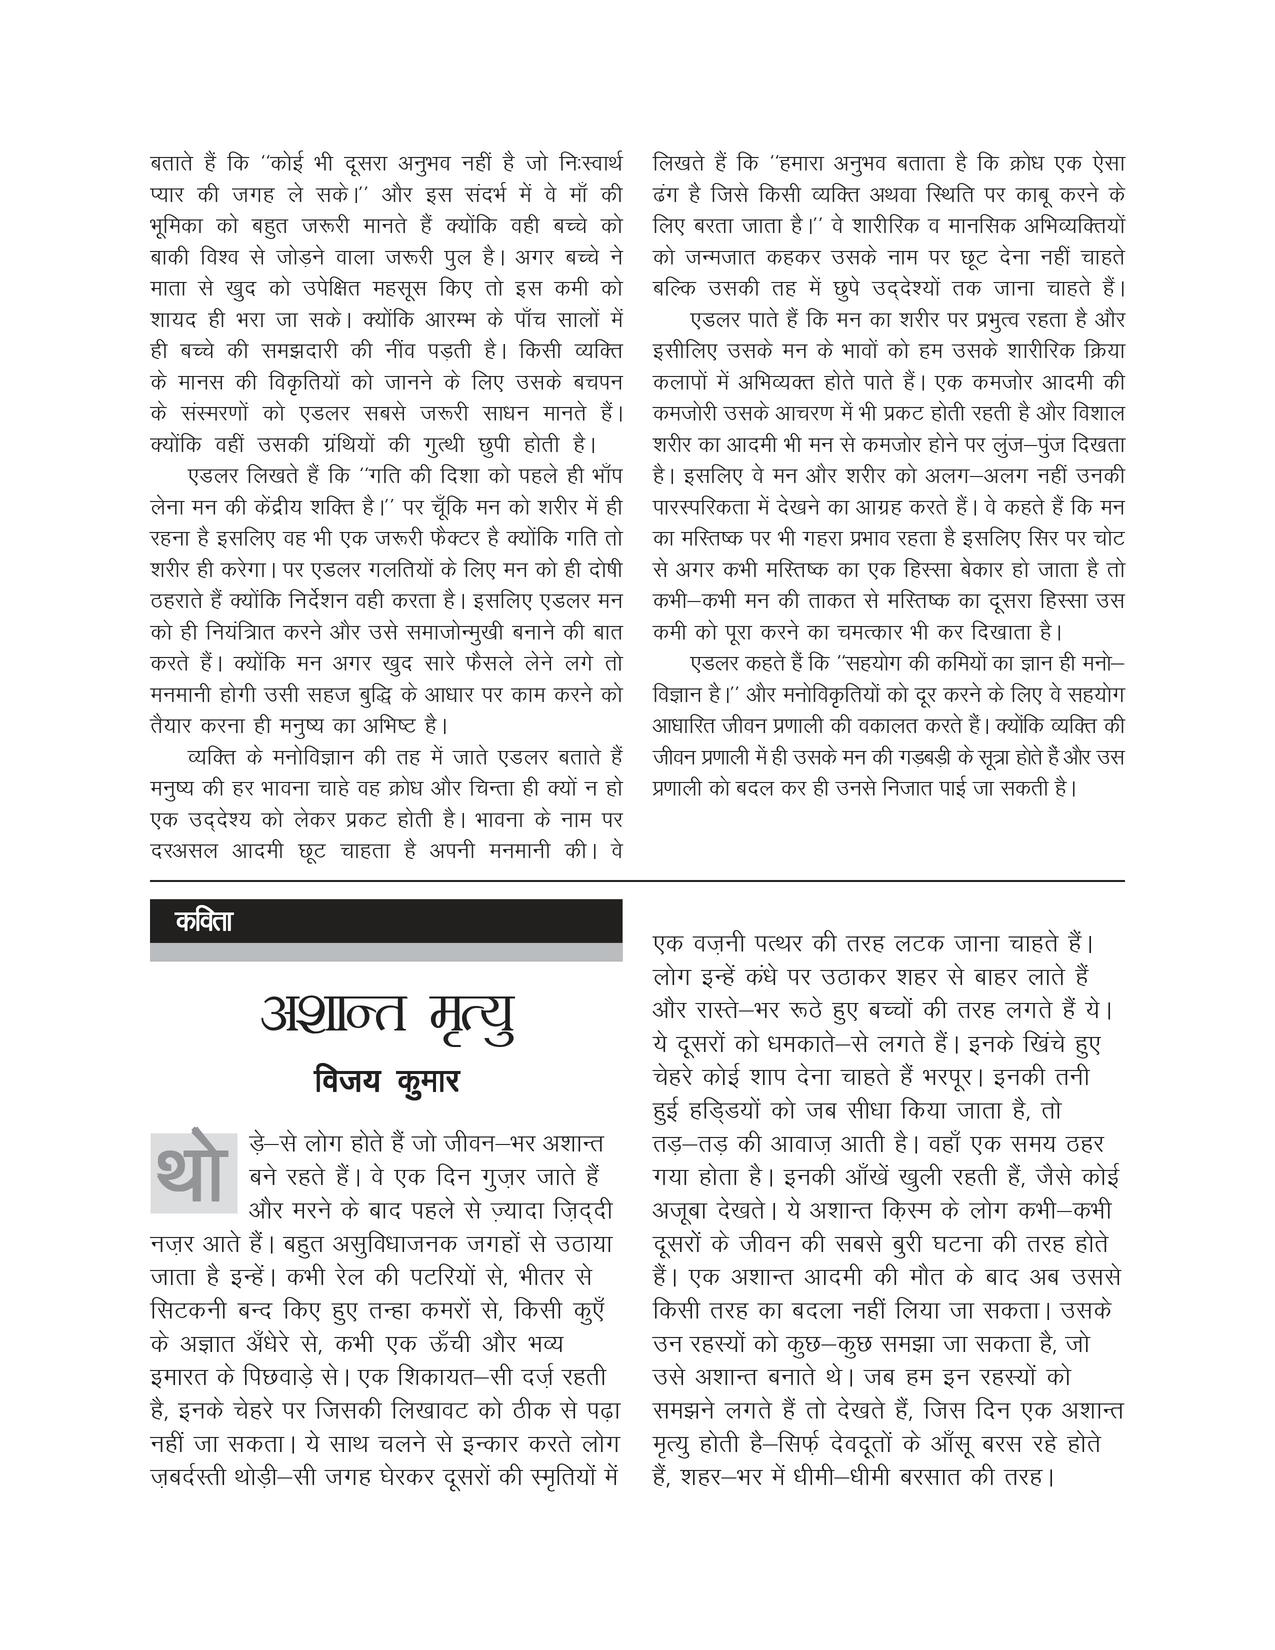 बताते हैं कि ‘‘कोई भी दूसरा अनुभव नहीं है जो निःस्वार्थ
प्यार की जगह ले सके।’’ और इस संदर्भ में वे माँ की
भूमिका को बहुत जरूरी मानते हैं क्योंकि वही बच्चे को
बाकी विश्व से जोड़ने वाला जरूरी पुल है। अगर बच्चे ने
माता से खुद को उपेक्षित महसूस किए तो इस कमी को
शायद ही भरा जा सके। क्योंकि आरम्भ के पाँच सालों में
ही बच्चे की समझदारी की नींव पड़ती है। किसी व्यक्ति
के मानस की विकृतियों को जानने के लिए उसके बचपन
के संस्मरणों को एडलर सबसे जरूरी साधन मानते हैं।
क्योंकि वहीं उसकी ग्रंथियों की गुत्थी छुपी होती है।
एडलर लिखते हैं कि ‘‘गति की दिशा को पहले ही भाँप
लेना मन की केंद्रीय शक्ति है।’’ पर चूँकि मन को शरीर में ही
रहना है इसलिए वह भी एक जरूरी फैक्टर है क्योंकि गति तो
शरीर ही करेगा। पर एडलर गलतियों के लिए मन को ही दोषी
ठहराते हैं क्योंकि निर्देशन वही करता है। इसलिए एडलर मन
को ही नियंत्रिात करने और उसे समाजोन्मुखी बनाने की बात
करते हैं। क्योंकि मन अगर खुद सारे फैसले लेने लगे तो
मनमानी होगी उसी सहज बुद्धि के आधार पर काम करने को
तैयार करना ही मनुष्य का अभिष्ट है।
व्यक्ति के मनोविज्ञान की तह में जाते एडलर बताते हैं
मनुष्य की हर भावना चाहे वह क्रोध और चिन्ता ही क्यों न हो
एक उद्‌देश्य को लेकर प्रकट होती है। भावना के नाम पर
दरअसल आदमी छूट चाहता है अपनी मनमानी की। वे
लिखते हैं कि ‘‘हमारा अनुभव बताता है कि क्रोध एक ऐसा
ढंग है जिसे किसी व्यक्ति अथवा स्थिति पर काबू करने के
लिए बरता जाता है।’’ वे शारीरिक व मानसिक अभिव्यक्तियों
को जन्मजात कहकर उसके नाम पर छूट देना नहीं चाहते
बल्कि उसकी तह में छुपे उद्‌देश्यों तक जाना चाहते हैं।
एडलर पाते हैं कि मन का शरीर पर प्रभुत्व रहता है और
इसीलिए उसके मन के भावों को हम उसके शारीरिक क्रिया
कलापों में अभिव्यक्त होते पाते हैं। एक कमजोर आदमी की
कमजोरी उसके आचरण में भी प्रकट होती रहती है और विशाल
शरीर का आदमी भी मन से कमजोर होने पर लुंज–पुंज दिखता
है। इसलिए वे मन और शरीर को अलग–अलग नहीं उनकी
पारस्परिकता में देखने का आग्रह करते हैं। वे कहते हैं कि मन
का मस्तिष्क पर भी गहरा प्रभाव रहता है इसलिए सिर पर चोट
से अगर कभी मस्तिष्क का एक हिस्सा बेकार हो जाता है तो
कभी–कभी मन की ताकत से मस्तिष्क का दूसरा हिस्सा उस
कमी को पूरा करने का चमत्कार भी कर दिखाता है।
एडलर कहते हैं कि ‘‘सहयोग की कमियों का ज्ञान ही मनो–
विज्ञान है।’’ और मनोविकृतियों को दूर करने के लिए वे सहयोग
आधारित जीवन प्रणाली की वकालत करते हैं। क्योंकि व्यक्ति की
जीवन प्रणाली में ही उसके मन की गड़बड़ी के सूत्रा होते हैं और उस
प्रणाली को बदल कर ही उनसे निजात पाई जा सकती है।
कविता
अशान्त मृत्यु
विजय कुमार
थोड़े–से लोग होते हैं जो जीवन–भर अशान्त
बने रहते हैं। वे एक दिन गुज़र जाते हैं
और मरने के बाद पहले से ज़्यादा ज़िद्‌दी
नज़र आते हैं। बहुत असुविधाजनक जगहों से उठाया
जाता है इन्हें। कभी रेल की पटरियों से, भीतर से
सिटकनी बन्द किए हुए तन्हा कमरों से, किसी कुएँ
के अज्ञात अँधेरे से, कभी एक ऊँची और भव्य
इमारत के पिछवाड़े से। एक शिकायत–सी दर्ज़ रहती
है, इनके चेहरे पर जिसकी लिखावट को ठीक से पढ़ा
नहीं जा सकता। ये साथ चलने से इन्कार करते लोग
ज़बर्दस्ती थोड़ी–सी जगह घेरकर दूसरों की स्मृतियों में
एक वज़नी पत्थर की तरह लटक जाना चाहते हैं।
लोग इन्हें कंधे पर उठाकर शहर से बाहर लाते हैं
और रास्ते–भर रूठे हुए बच्चों की तरह लगते हैं ये।
ये दूसरों को धमकाते–से लगते हैं। इनके खिंचे हुए
चेहरे कोई शाप देना चाहते हैं भरपूर। इनकी तनी
हुई हड्‌डियों को जब सीधा किया जाता है, तो
तड़–तड़ की आवाज़ आती है। वहाँ एक समय ठहर
गया होता है। इनकी आँखें खुली रहती हैं, जैसे कोई
अजूबा देखते। ये अशान्त क़िस्म के लोग कभी–कभी
दूसरों के जीवन की सबसे बुरी घटना की तरह होते
हैं। एक अशान्त आदमी की मौत के बाद अब उससे
किसी तरह का बदला नहीं लिया जा सकता। उसके
उन रहस्यों को कुछ–कुछ समझा जा सकता है, जो
उसे अशान्त बनाते थे। जब हम इन रहस्यों को
समझने लगते हैं तो देखते हैं, जिस दिन एक अशान्त
मृत्यु होती है–सिर्फ़ देवदूतों के आँसू बरस रहे होते
हैं, शहर–भर में धीमी–धीमी बरसात की तरह।